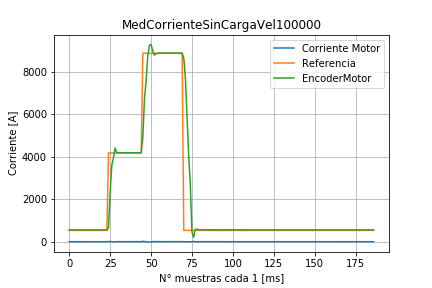 MedCorrienteSinCargaVel100000
Corriente Motor
Referencia
EncoderMotor
Corriente [A]
8000
6000
4000
2000
0
0 25 50 75 100 125 150 175
N° muestras cada 1 [ms]